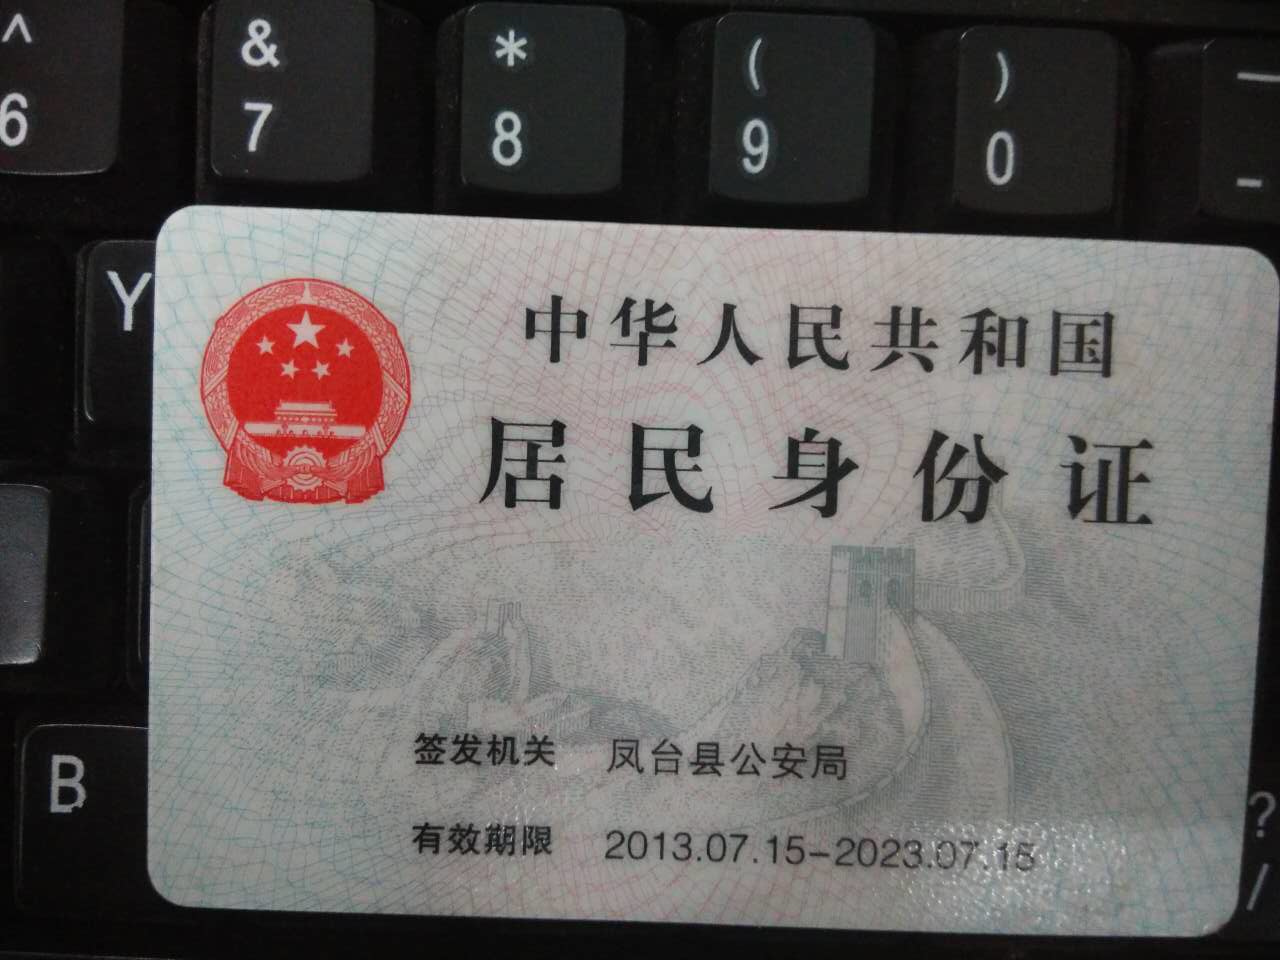 ^ & * ( ) —
6 7 8 9 0 -
Y
中华人民共和国
居民身份证
签发机关 凤台县公安局
B
有效期限 2013.07.15-2023.07.15
?
/